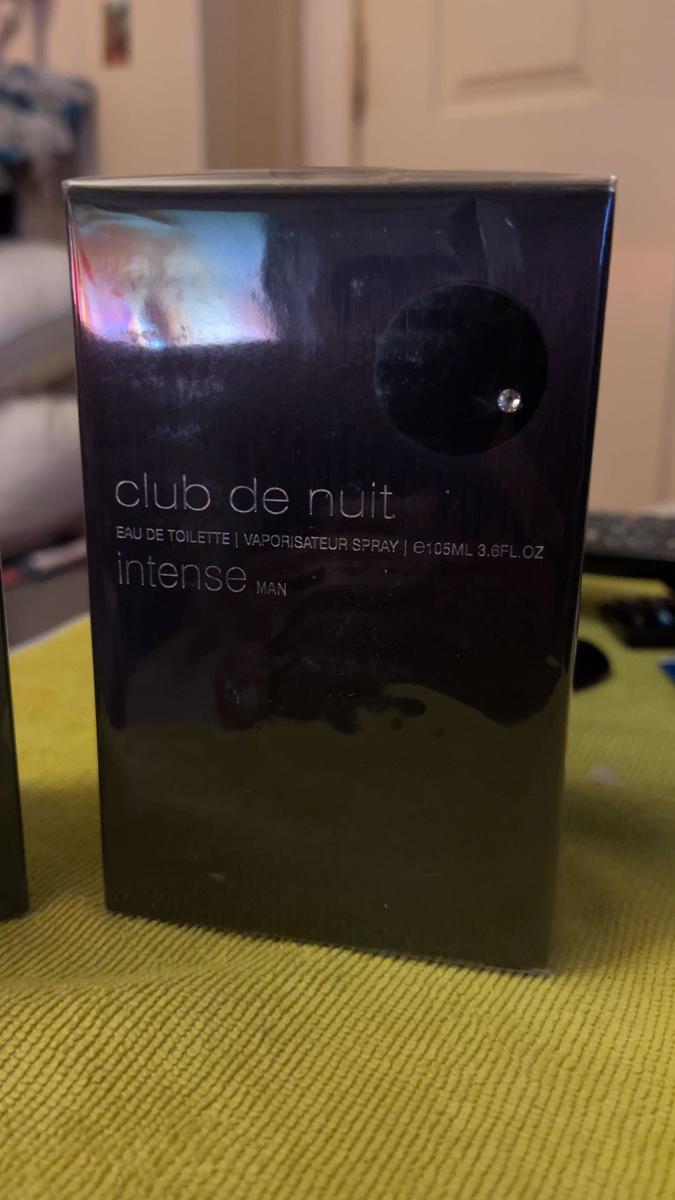 club de nuit
EAU DE TOILETTE | VAPORISATEUR SPRAY | ℮105ML 3.6FL.OZ
intense MAN